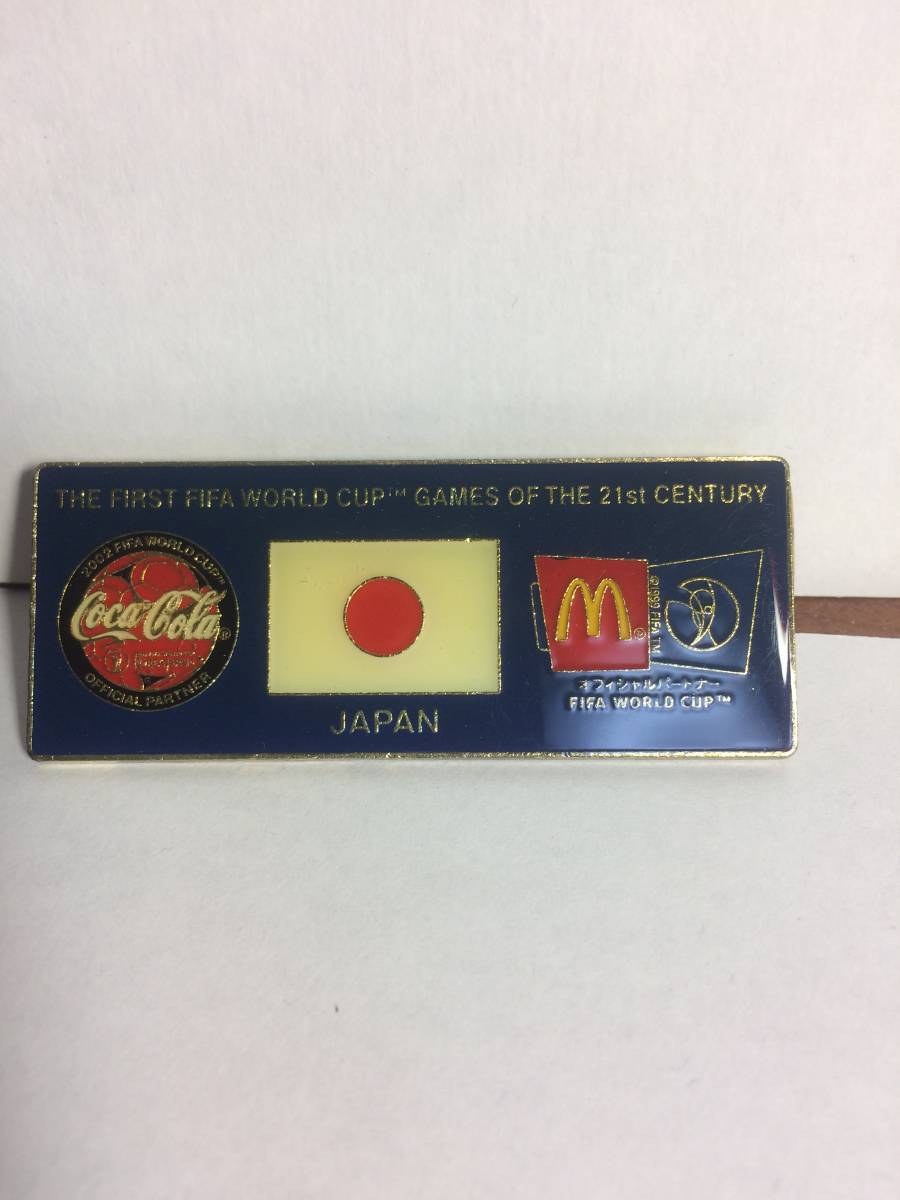 THE FIRST FIFA WORLD CUP™ GAMES OF THE 21st CENTURY
2002 FIFA WORLD CUP™
Coca-Cola®
OFFICIAL PARTNER
JAPAN
M
©
©1999 FIFA TM
オフィシャルパートナー
FIFA WORLD CUP™